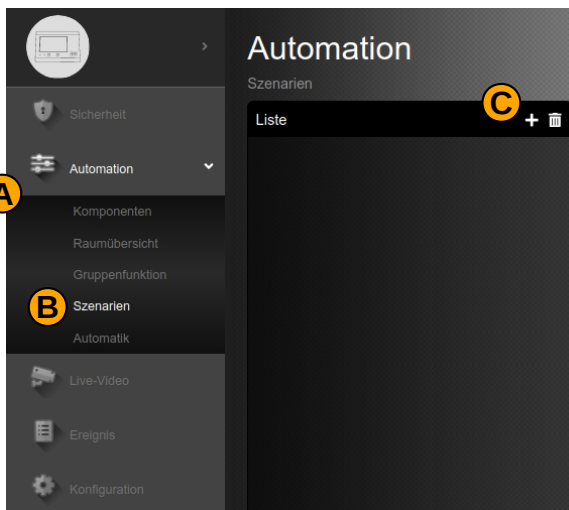 Automation
Szenarien
Liste
C
Sicherheit
Automation
A
Komponenten
Raumübersicht
Gruppenfunktion
B
Szenarien
Automatik
Live-Video
Ereignis
Konfiguration